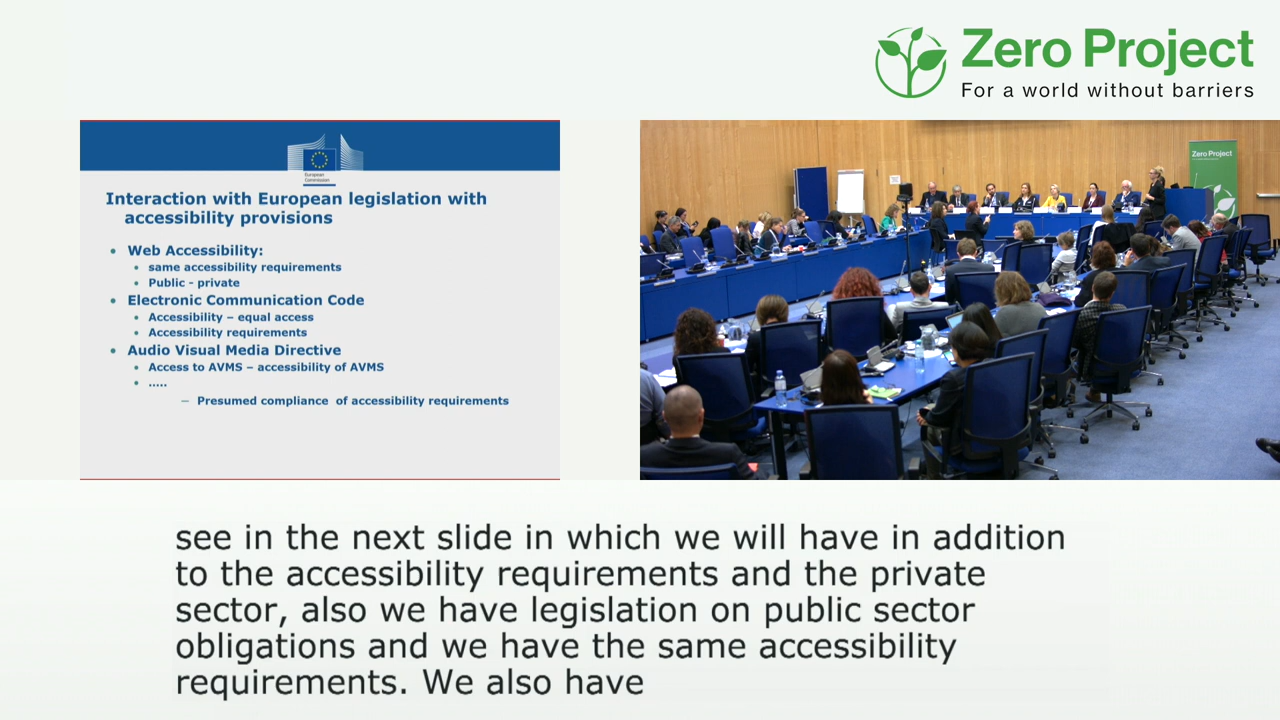 Zero Project
For a world without barriers
European
Commission
Interaction with European legislation with
accessibility provisions
• Web Accessibility:
• same accessibility requirements
• Public - private
• Electronic Communication Code
• Accessibility – equal access
• Accessibility requirements
• Audio Visual Media Directive
• Access to AVMS – accessibility of AVMS
• .....
– Presumed compliance of accessibility requirements
Zero Project
see in the next slide in which we will have in addition
to the accessibility requirements and the private
sector, also we have legislation on public sector
obligations and we have the same accessibility
requirements. We also have